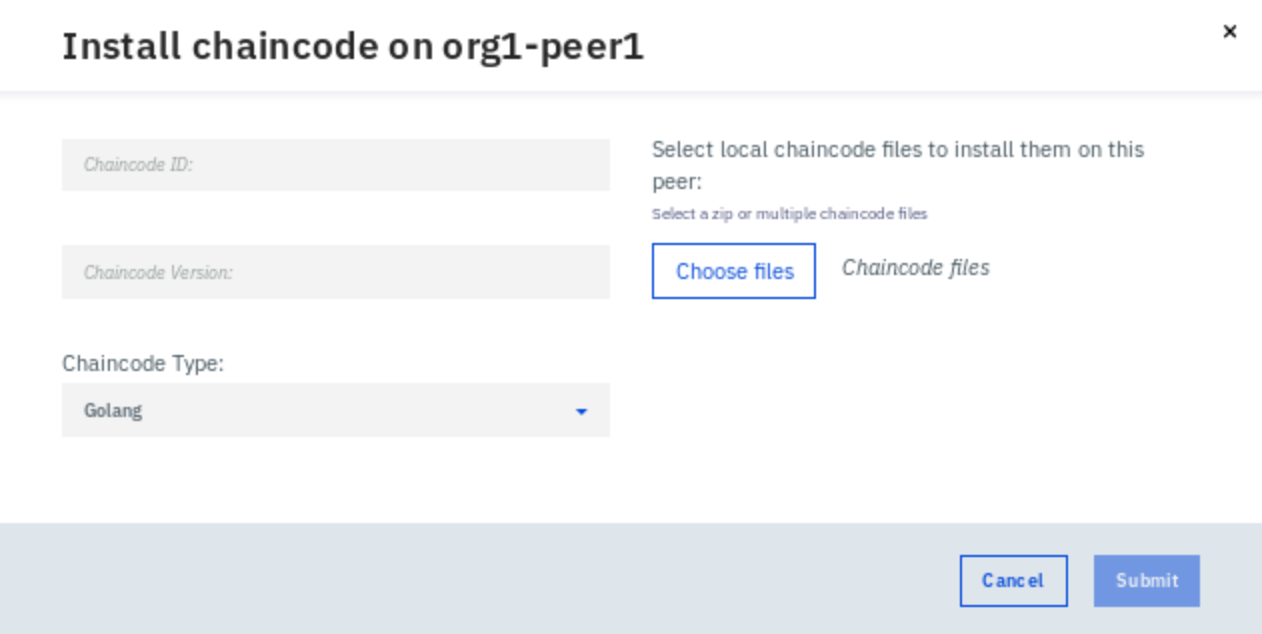 Install chaincode on org1-peer1
×
Chaincode ID:
Chaincode Version:
Chaincode Type:
Golang
Select local chaincode files to install them on this
peer:
Select a zip or multiple chaincode files
Choose files
Chaincode files
Cancel
Submit